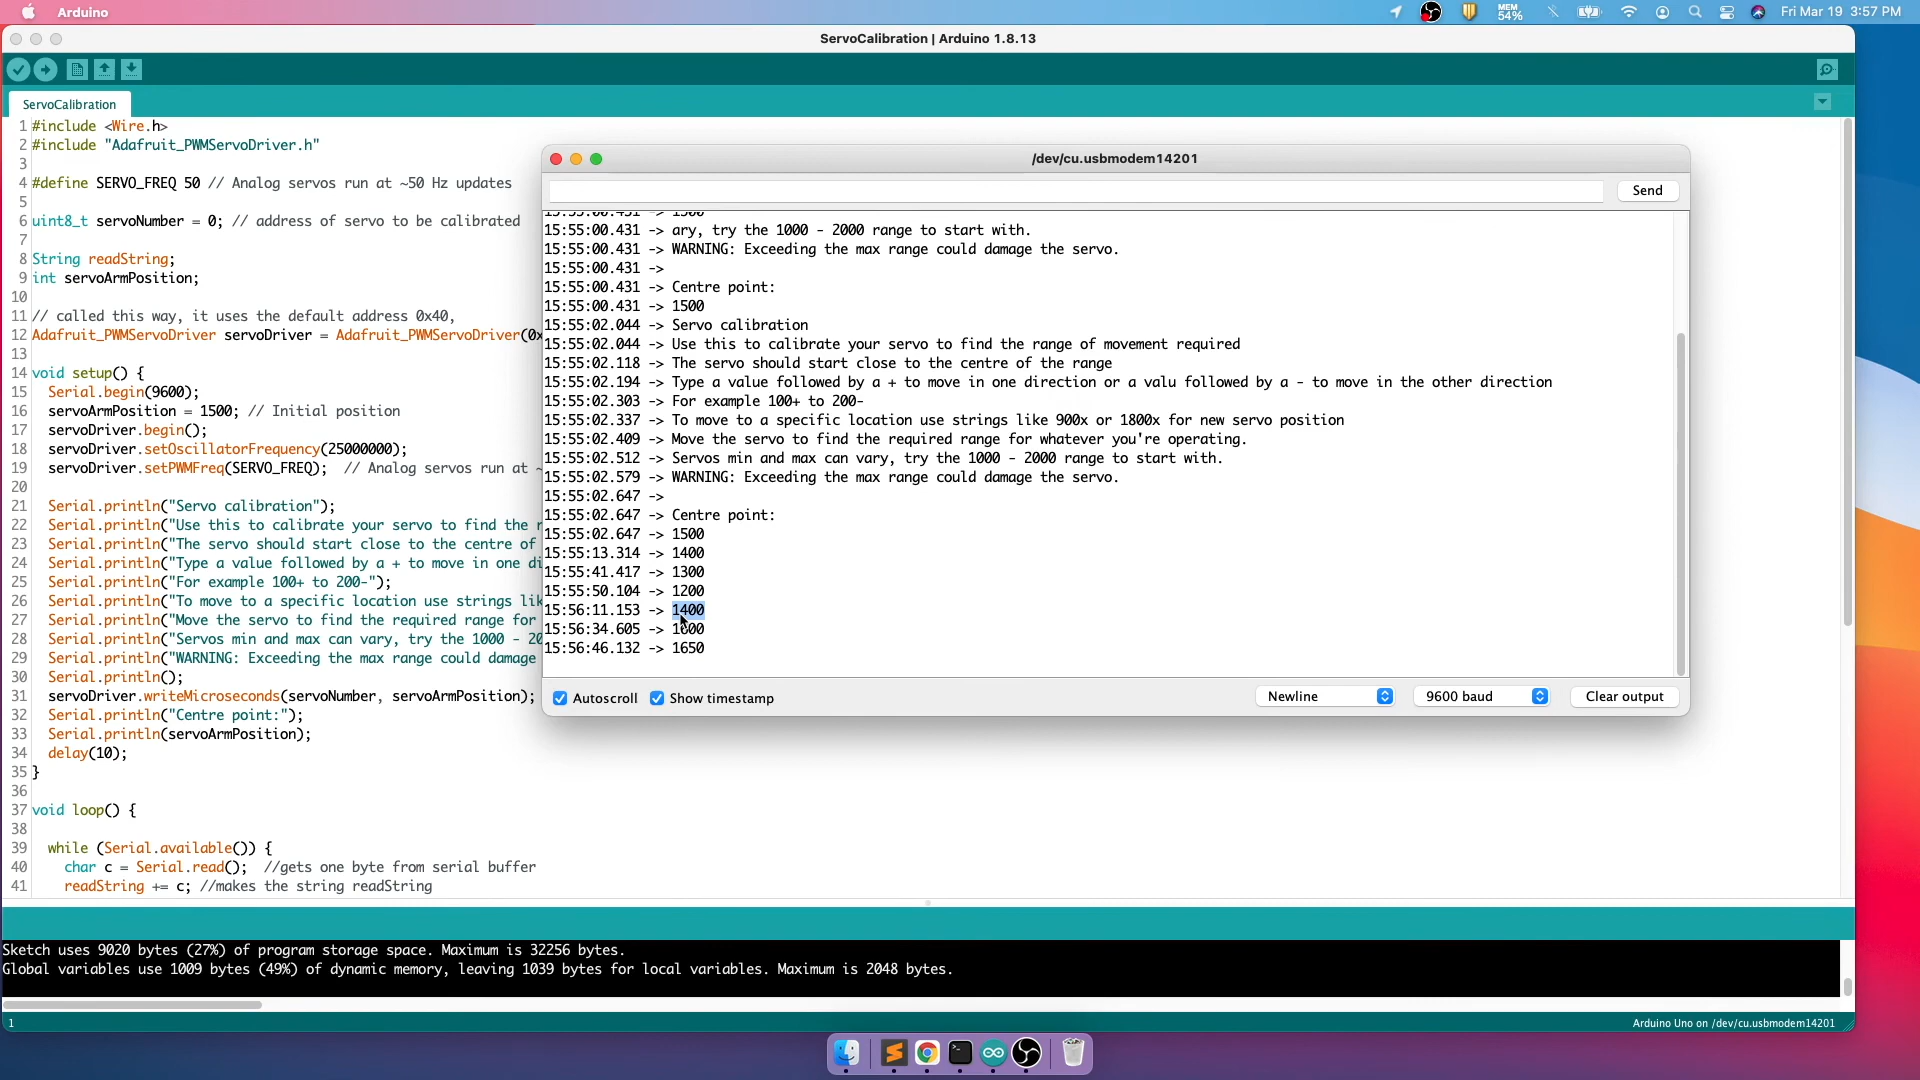 Arduino
MEM
54%
Fri Mar 19 3:57 PM
ServoCalibration | Arduino 1.8.13
ServoCalibration
1 #include <Wire.h>
2 #include "Adafruit_PWMServoDriver.h"
3
4 #define SERVO_FREQ 50 // Analog servos run at ~50 Hz updates
5
6 uint8_t servoNumber = 0; // address of servo to be calibrated
7
8 String readString;
9 int servoArmPosition;
10
11 // called this way, it uses the default address 0x40,
12 Adafruit_PWMServoDriver servoDriver = Adafruit_PWMServoDriver(0x
13
14 void setup() {
15 Serial.begin(9600);
16 servoArmPosition = 1500; // Initial position
17 servoDriver.begin();
18 servoDriver.setOscillatorFrequency(25000000);
19 servoDriver.setPWMFreq(SERVO_FREQ); // Analog servos run at ~
20
21 Serial.println("Servo calibration");
22 Serial.println("Use this to calibrate your servo to find the r
23 Serial.println("The servo should start close to the centre of
24 Serial.println("Type a value followed by a + to move in one di
25 Serial.println("For example 100+ to 200-");
26 Serial.println("To move to a specific location use strings lik
27 Serial.println("Move the servo to find the required range for
28 Serial.println("Servos min and max can vary, try the 1000 - 20
29 Serial.println("WARNING: Exceeding the max range could damage
30 Serial.println();
31 servoDriver.writeMicroseconds(servoNumber, servoArmPosition);
32 Serial.println("Centre point:");
33 Serial.println(servoArmPosition);
34 delay(10);
35 }
36
37 void loop() {
38
39 while (Serial.available()) {
40 char c = Serial.read(); //gets one byte from serial buffer
41 readString += c; //makes the string readString
/dev/cu.usbmodem14201
Send
15:55:00.431 -> 1500
15:55:00.431 -> ary, try the 1000 - 2000 range to start with.
15:55:00.431 -> WARNING: Exceeding the max range could damage the servo.
15:55:00.431 ->
15:55:00.431 -> Centre point:
15:55:00.431 -> 1500
15:55:02.044 -> Servo calibration
15:55:02.044 -> Use this to calibrate your servo to find the range of movement required
15:55:02.118 -> The servo should start close to the centre of the range
15:55:02.194 -> Type a value followed by a + to move in one direction or a valu followed by a - to move in the other direction
15:55:02.303 -> For example 100+ to 200-
15:55:02.337 -> To move to a specific location use strings like 900x or 1800x for new servo position
15:55:02.409 -> Move the servo to find the required range for whatever you're operating.
15:55:02.512 -> Servos min and max can vary, try the 1000 - 2000 range to start with.
15:55:02.579 -> WARNING: Exceeding the max range could damage the servo.
15:55:02.647 ->
15:55:02.647 -> Centre point:
15:55:02.647 -> 1500
15:55:13.314 -> 1400
15:55:41.417 -> 1300
15:55:50.104 -> 1200
15:56:11.153 -> 1400
15:56:34.605 -> 1600
15:56:46.132 -> 1650
Autoscroll Show timestamp Newline 9600 baud Clear output
Sketch uses 9020 bytes (27%) of program storage space. Maximum is 32256 bytes.
Global variables use 1009 bytes (49%) of dynamic memory, leaving 1039 bytes for local variables. Maximum is 2048 bytes.
1
Arduino Uno on /dev/cu.usbmodem14201